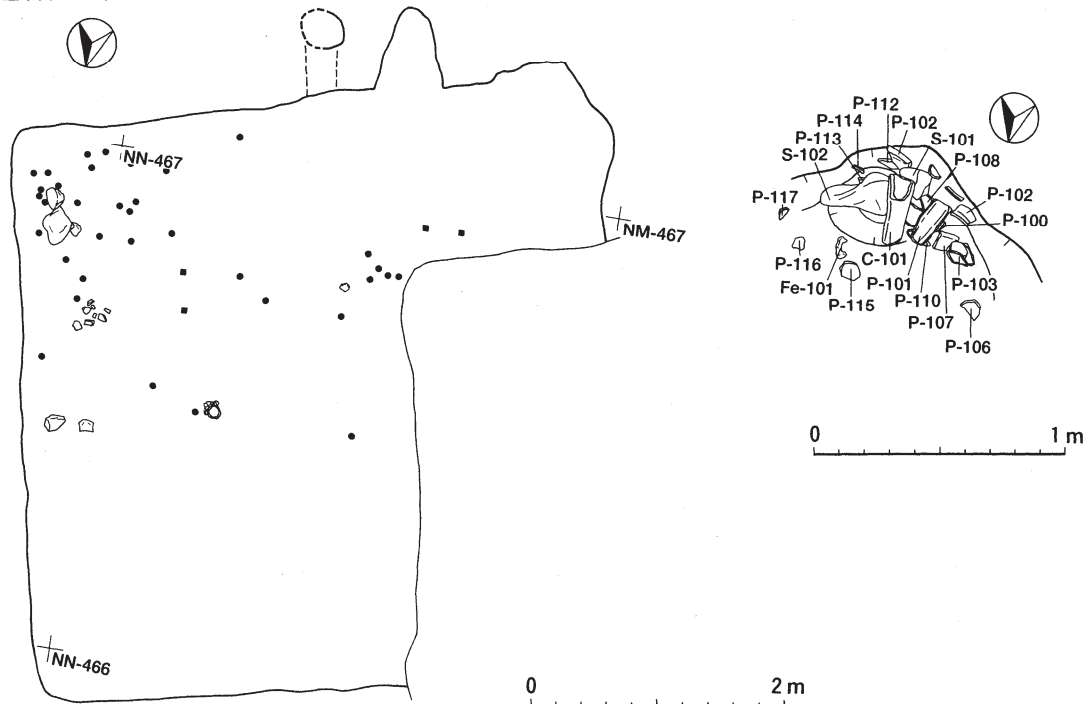 NN-467
NM-467
NN-466
0 2 m
P-112
P-114 P-102
P-113 S-101
S-102 P-108
P-117 P-102
P-100
P-116 C-101 P-103
Fe-101 P-101
P-115 P-110
P-107
P-106
0 1 m